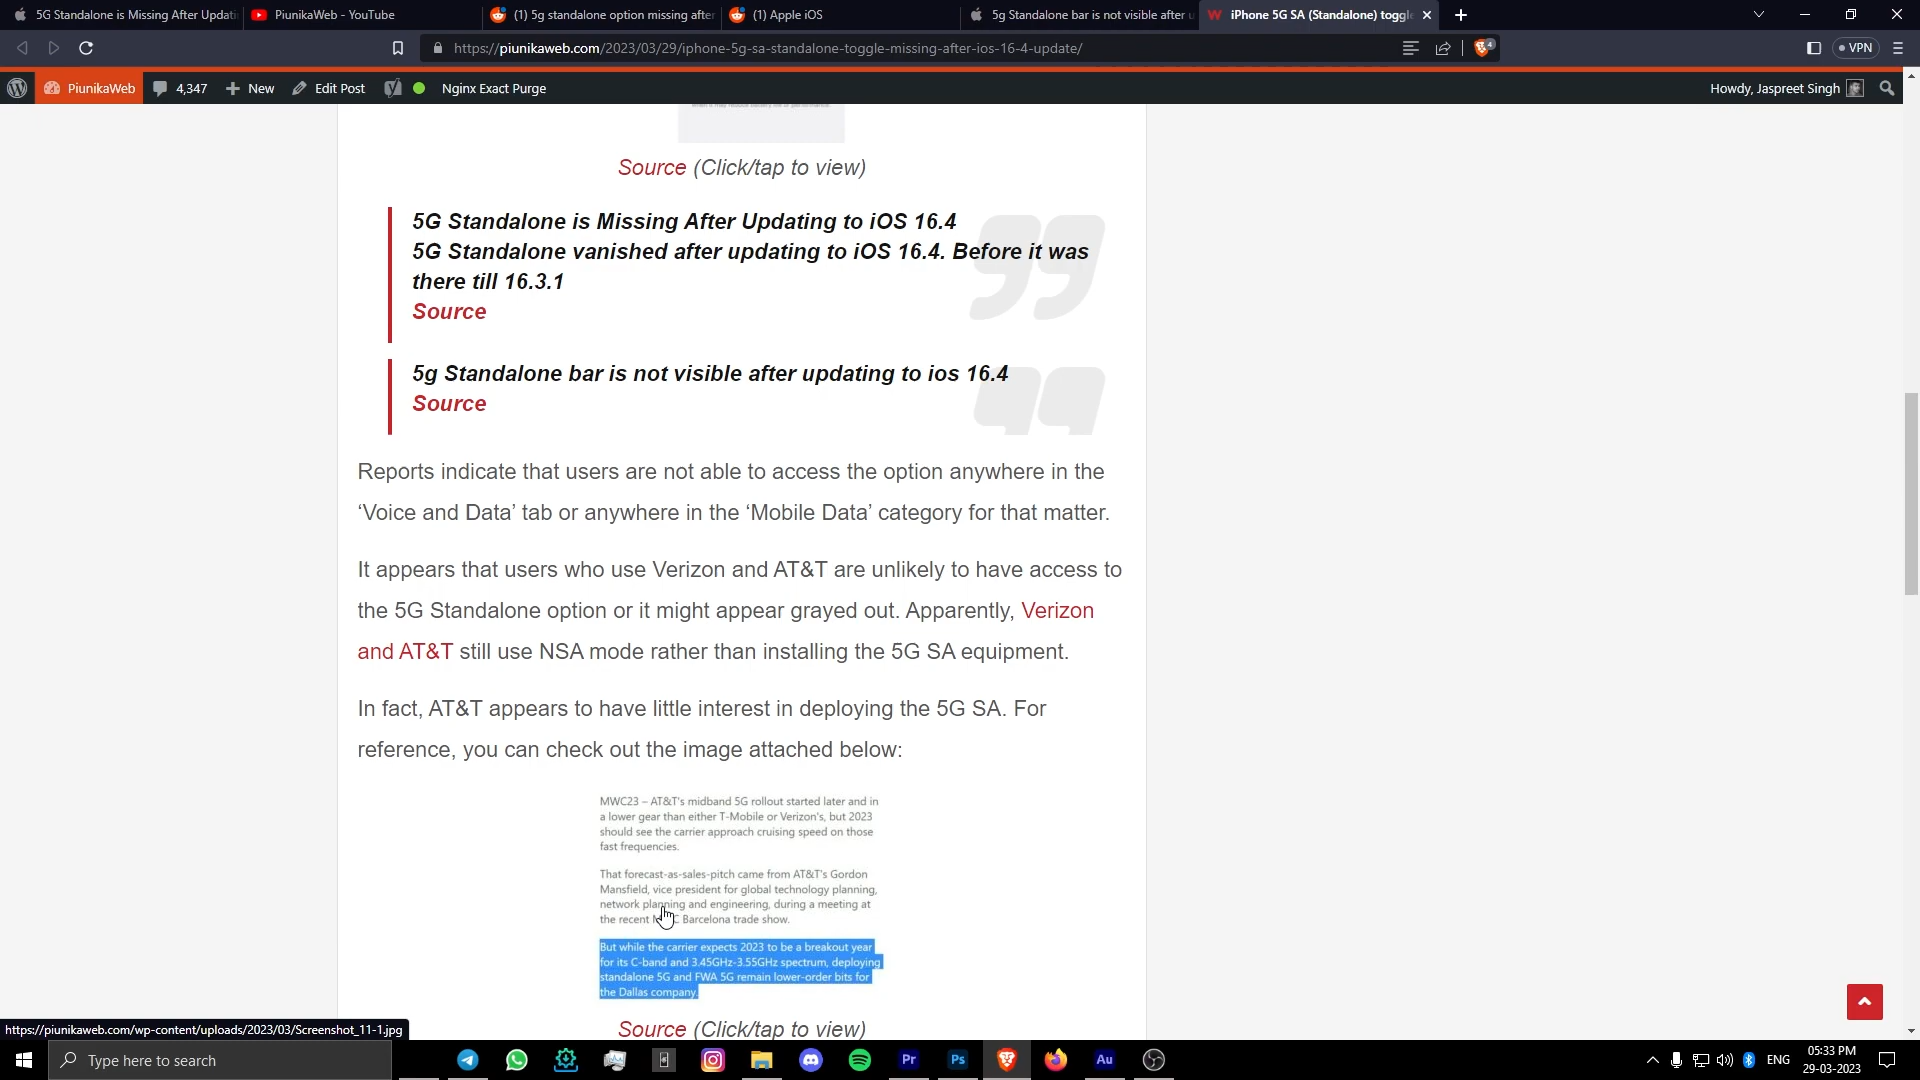 5G Standalone is Missing After Updati
PiunikaWeb - YouTube
(1) 5g standalone option missing after
(1) Apple iOS
5g Standalone bar is not visible after u
iPhone 5G SA (Standalone) toggle
https://piunikaweb.com/2023/03/29/iphone-5g-sa-standalone-toggle-missing-after-ios-16-4-update/
4
VPN
PiunikaWeb
4,347
New
Edit Post
Nginx Exact Purge
Howdy, Jaspreet Singh
Source (Click/tap to view)
5G Standalone is Missing After Updating to iOS 16.4
5G Standalone vanished after updating to iOS 16.4. Before it was
there till 16.3.1
Source
5g Standalone bar is not visible after updating to ios 16.4
Source
Reports indicate that users are not able to access the option anywhere in the
‘Voice and Data’ tab or anywhere in the ‘Mobile Data’ category for that matter.
It appears that users who use Verizon and AT&T are unlikely to have access to
the 5G Standalone option or it might appear grayed out. Apparently, Verizon
and AT&T still use NSA mode rather than installing the 5G SA equipment.
In fact, AT&T appears to have little interest in deploying the 5G SA. For
reference, you can check out the image attached below:
MWC23 – AT&T's midband 5G rollout started later and in
a lower gear than either T-Mobile or Verizon's, but 2023
should see the carrier approach cruising speed on those
fast frequencies.
That forecast-as-sales-pitch came from AT&T's Gordon
Mansfield, vice president for global technology planning,
network planning and engineering, during a meeting at
the recent Barcelona trade show.
But while the carrier expects 2023 to be a breakout year
for its C-band and 3.45GHz-3.55GHz spectrum, deploying
standalone 5G and FWA 5G remain lower-order bits for
the Dallas company.
Source (Click/tap to view)
https://piunikaweb.com/wp-content/uploads/2023/03/Screenshot_11-1.jpg
Type here to search
Pr
Ps
Au
ENG
05:33 PM
29-03-2023